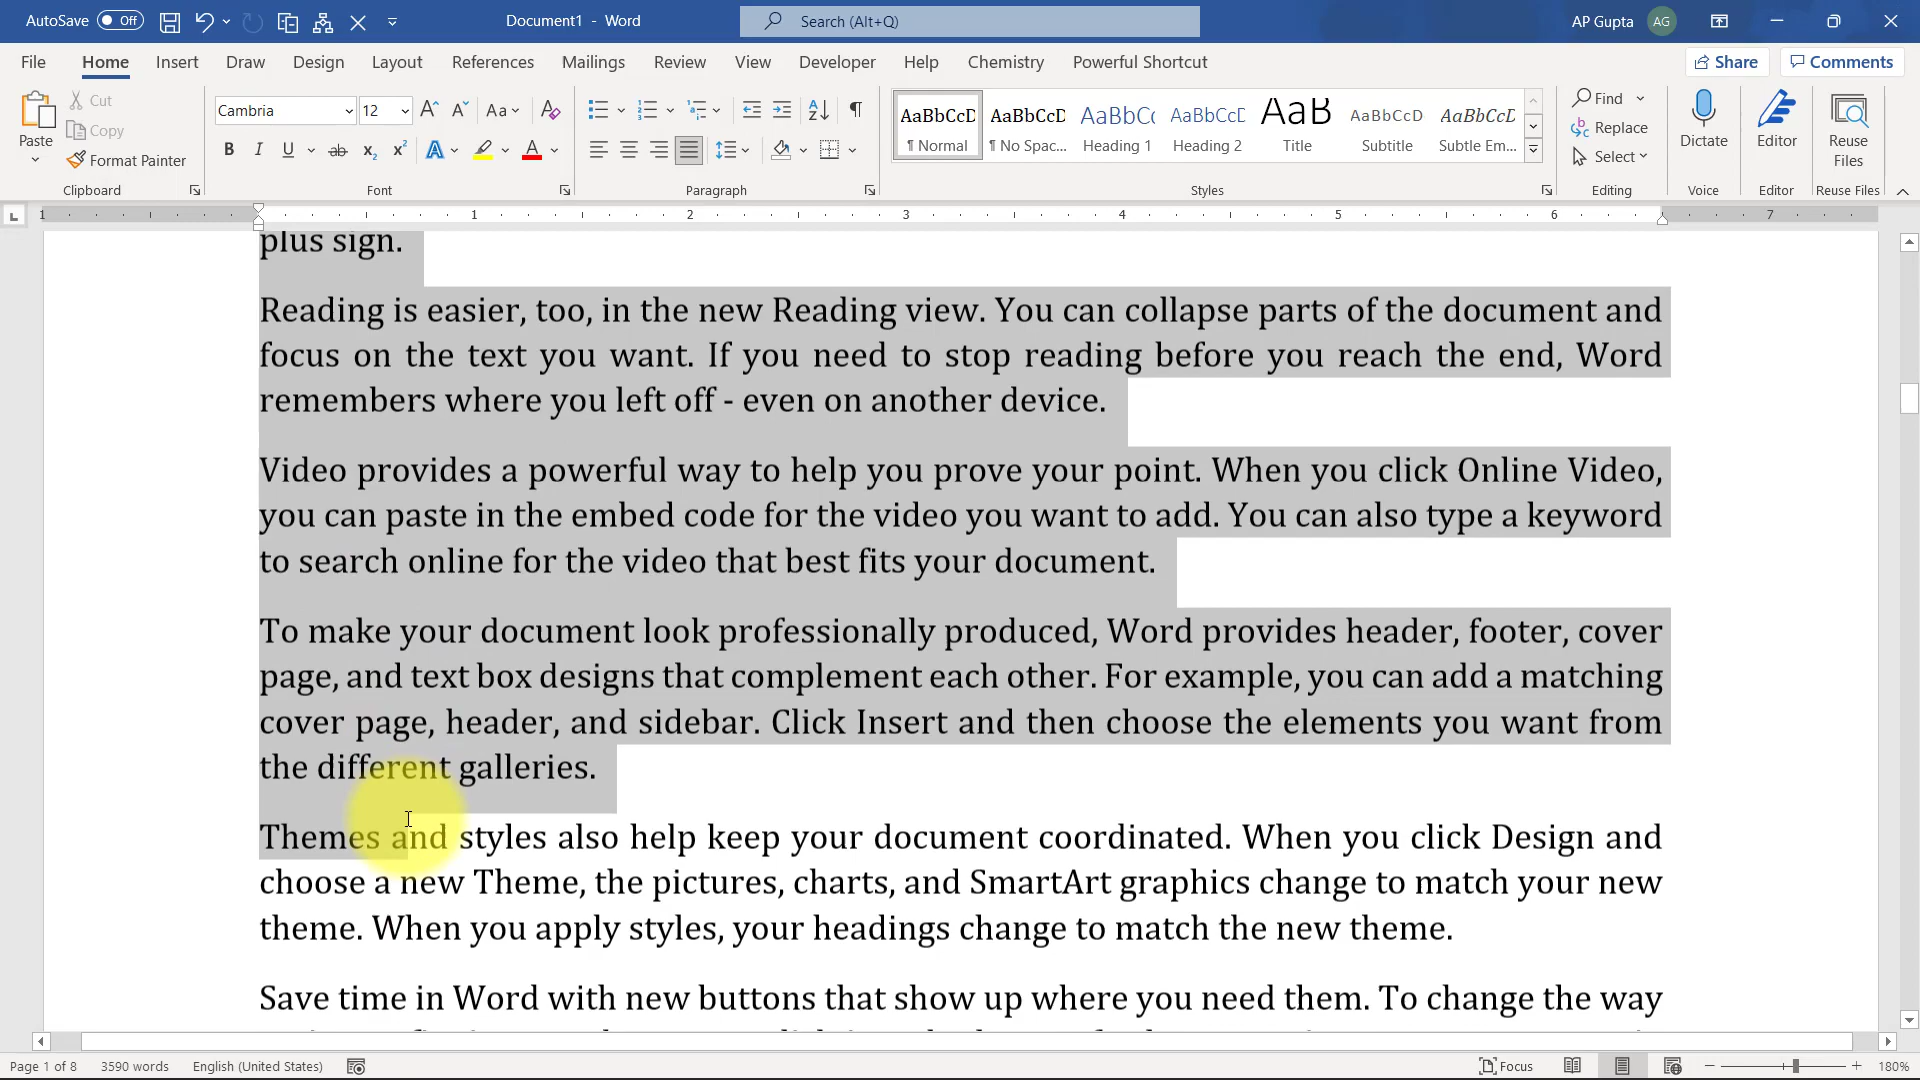 AutoSave Off Document1 - Word Search (Alt+Q) AP Gupta AG
File Home Insert Draw Design Layout References Mailings Review View Developer Help Chemistry Powerful Shortcut Share Comments
Paste
Cut
Copy
Format Painter
Clipboard
Cambria 12 Aa
Font
Paragraph
AaBbCcD AaBbCcD AaBbCc AaBbCcD AaB AaBbCcD AaBbCcD
¶ Normal ¶ No Spac... Heading 1 Heading 2 Title Subtitle Subtle Em...
Styles
Find
Replace
Select
Editing
Dictate
Voice
Editor
Editor
Reuse
Files
Reuse Files
1 1 2 3 4 5 6 7
plus sign.
Reading is easier, too, in the new Reading view. You can collapse parts of the document and
focus on the text you want. If you need to stop reading before you reach the end, Word
remembers where you left off - even on another device.
Video provides a powerful way to help you prove your point. When you click Online Video,
you can paste in the embed code for the video you want to add. You can also type a keyword
to search online for the video that best fits your document.
To make your document look professionally produced, Word provides header, footer, cover
page, and text box designs that complement each other. For example, you can add a matching
cover page, header, and sidebar. Click Insert and then choose the elements you want from
the different galleries.
Themes and styles also help keep your document coordinated. When you click Design and
choose a new Theme, the pictures, charts, and SmartArt graphics change to match your new
theme. When you apply styles, your headings change to match the new theme.
Save time in Word with new buttons that show up where you need them. To change the way
Page 1 of 8 3590 words English (United States) Focus 180%